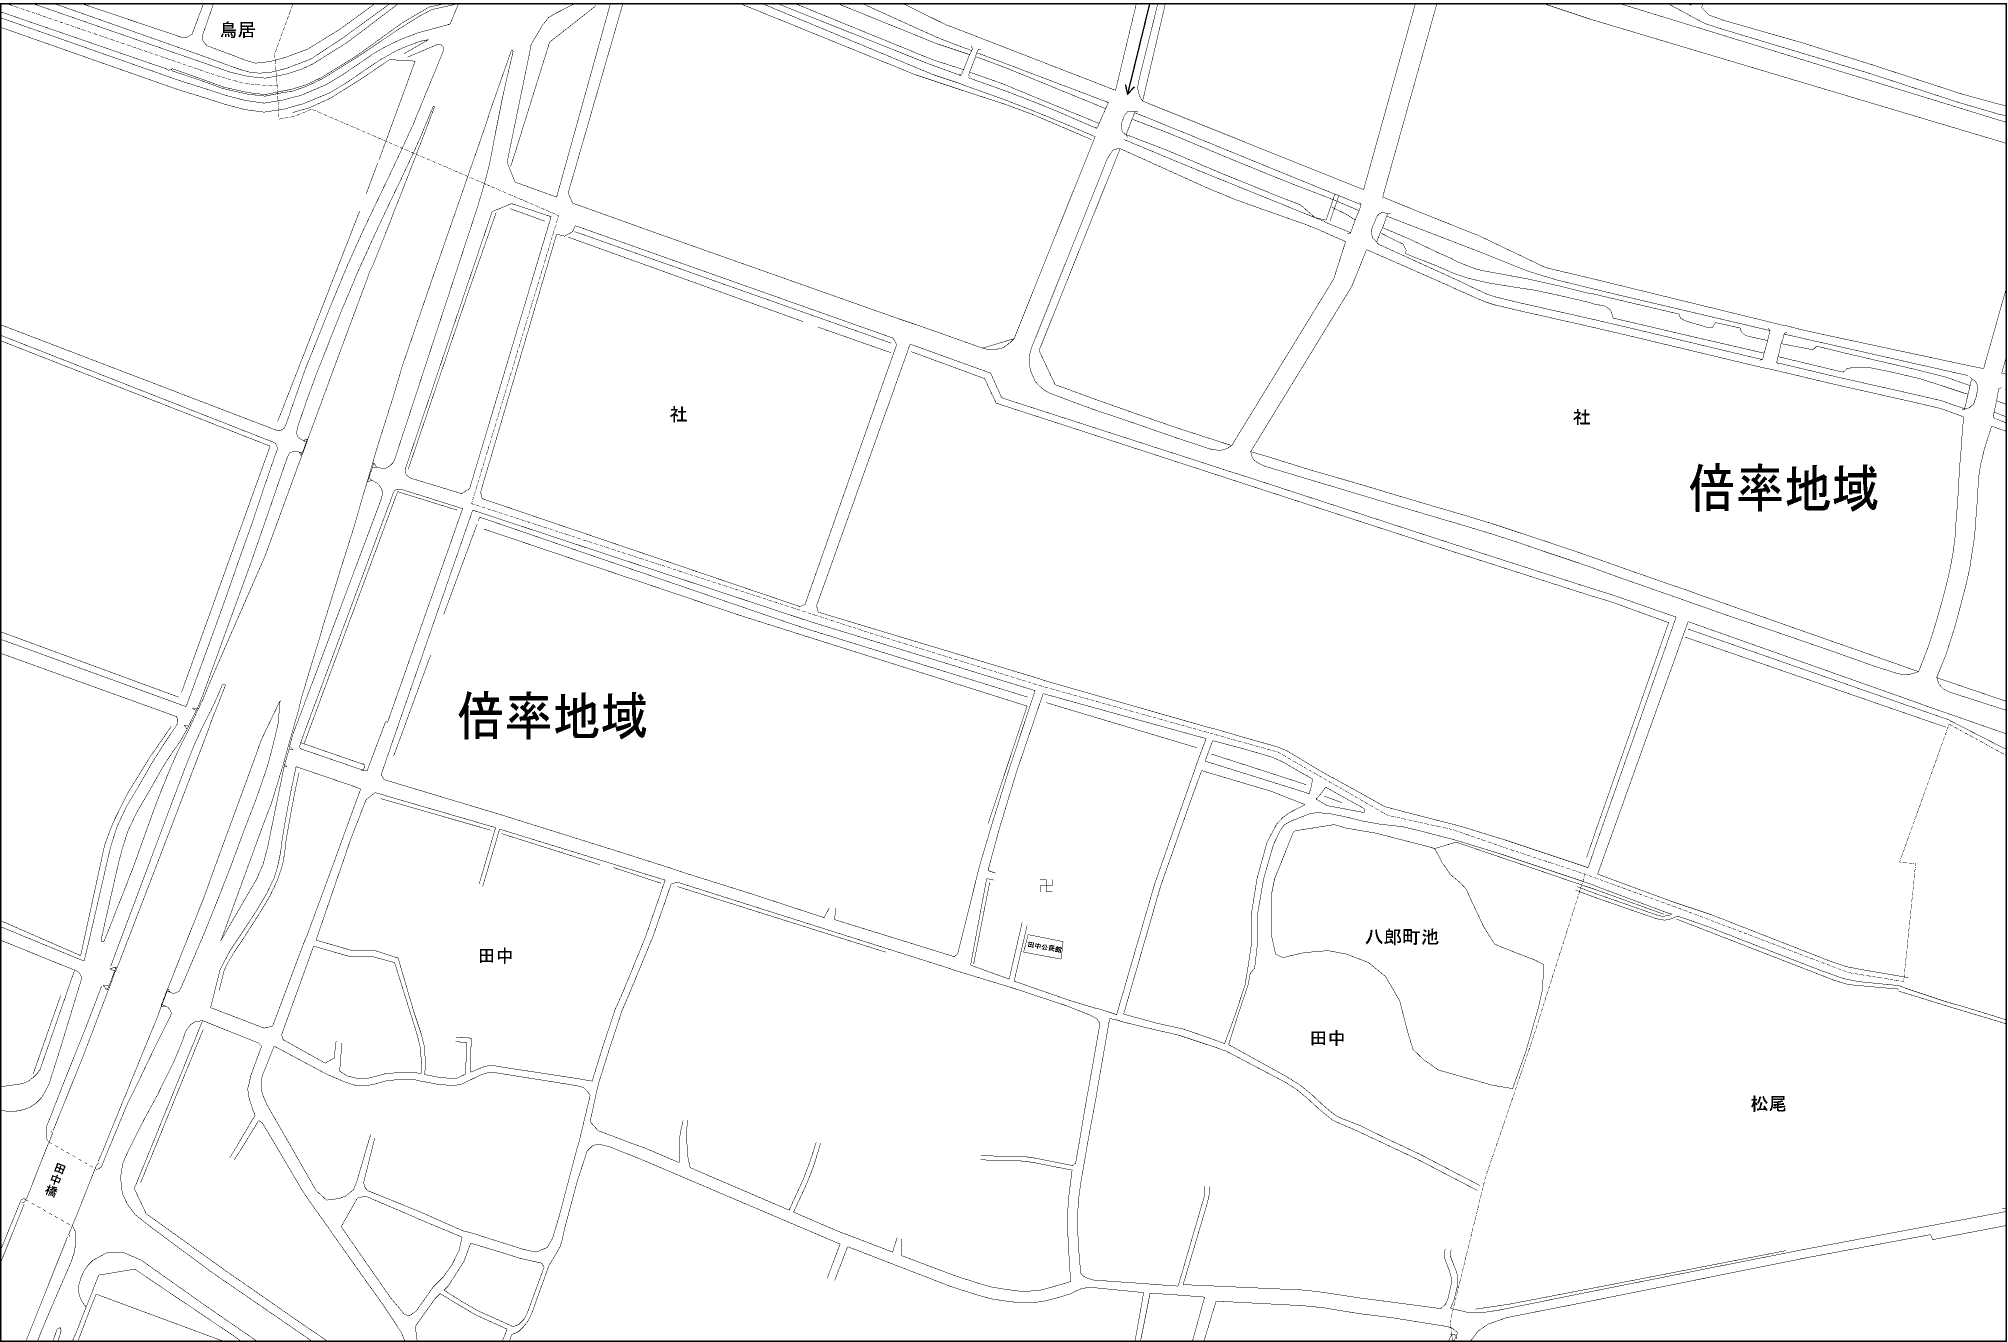 鳥居
社
社
倍率地域
倍率地域
卍
田中公民館
八郎町池
田中
田中
松尾
田中橋